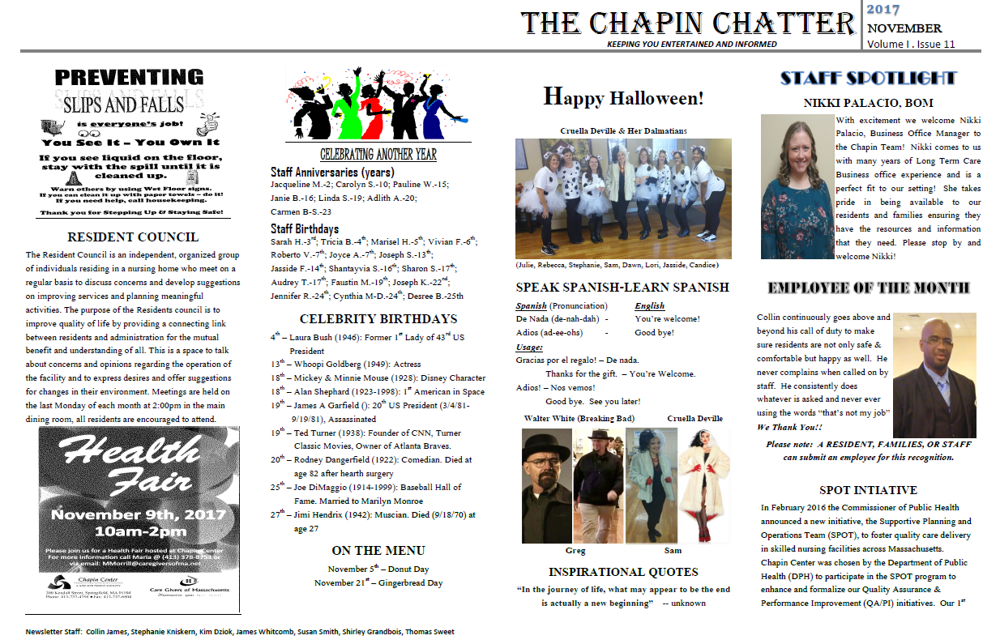 THE CHAPIN CHATTER
KEEPING YOU ENTERTAINED AND INFORMED
2017
NOVEMBER
Volume I . Issue 11
PREVENTING
SLIPS AND FALLS
is everyone's job!
You See It – You Own It
If you see liquid on the floor,
stay with the spill until it is
cleaned up.
Warn others by using Wet Floor signs.
If you can clean it up with paper towels – do it!
If you need help, call housekeeping.
Thank you for Stepping Up & Staying Safe!
RESIDENT COUNCIL
The Resident Council is an independent, organized group
of individuals residing in a nursing home who meet on a
regular basis to discuss concerns and develop suggestions
on improving services and planning meaningful
activities. The purpose of the Residents council is to
improve quality of life by providing a connecting link
between residents and administration for the mutual
benefit and understanding of all. This is a space to talk
about concerns and opinions regarding the operation of
the facility and to express desires and offer suggestions
for changes in their environment. Meetings are held on
the last Monday of each month at 2:00pm in the main
dining room, all residents are encouraged to attend.
Health
Fair
November 9th, 2017
10am-2pm
Please join us for a Health Fair hosted at Chapin Center
For more information call Maria @ (413) 378-8754 or
via email: MMorrill@caregiversofma.net
Chapin Center
Care Givers of Massachusetts
200 Kendall Street, Springfield, MA 01104
CELEBRATING ANOTHER YEAR
Staff Anniversaries (years)
Jacqueline M.-2; Carolyn S.-10; Pauline W.-15;
Janie B.-16; Linda S.-19; Adlith A.-20;
Carmen B-S.-23
Staff Birthdays
Sarah H.-3rd; Tricia B.-4th; Marisel H.-5th; Vivian F.-6th;
Roberto V.-7th; Joyce A.-7th; Joseph S.-13th;
Jasside F.-14th; Shantayvia S.-16th; Sharon S.-17th;
Audrey T.-17th; Faustin M.-19th; Joseph K.-22nd;
Jennifer R.-24th; Cynthia M-D.-24th; Desree B.-25th
CELEBRITY BIRTHDAYS
4th – Laura Bush (1946): Former 1st Lady of 43rd US
President
13th – Whoopi Goldberg (1949): Actress
18th – Mickey & Minnie Mouse (1928): Disney Character
18th – Alan Shephard (1923-1998): 1st American in Space
19th – James A Garfield (): 20th US President (3/4/81-
9/19/81), Assassinated
19th – Ted Turner (1938): Founder of CNN, Turner
Classic Movies, Owner of Atlanta Braves.
20th – Rodney Dangerfield (1922): Comedian. Died at
age 82 after hearth surgery
25th – Joe DiMaggio (1914-1999): Baseball Hall of
Fame. Married to Marilyn Monroe
27th – Jimi Hendrix (1942): Muscian. Died (9/18/70) at
age 27
ON THE MENU
November 5th – Donut Day
November 21st – Gingerbread Day
Happy Halloween!
Cruella Deville & Her Dalmatians
(Julie, Rebecca, Stephanie, Sam, Dawn, Lori, Jasside, Candice)
SPEAK SPANISH-LEARN SPANISH
Spanish (Pronunciation) English
De Nada (de-nah-dah) - You're welcome!
Adios (ad-ee-ohs) - Good bye!
Usage:
Gracias por el regalo! – De nada.
Thanks for the gift. – You're Welcome.
Adios! – Nos vemos!
Good bye. See you later!
Walter White (Breaking Bad) Cruella Deville
Greg Sam
INSPIRATIONAL QUOTES
"In the journey of life, what may appear to be the end
is actually a new beginning" -- unknown
STAFF SPOTLIGHT
NIKKI PALACIO, BOM
With excitement we welcome Nikki
Palacio, Business Office Manager to
the Chapin Team! Nikki comes to us
with many years of Long Term Care
Business office experience and is a
perfect fit to our setting! She takes
pride in being available to our
residents and families ensuring they
have the resources and information
that they need. Please stop by and
welcome Nikki!
EMPLOYEE OF THE MONTH
Collin continuously goes above and
beyond his call of duty to make
sure residents are not only safe &
comfortable but happy as well. He
never complains when called on by
staff. He consistently does
whatever is asked and never ever
using the words "that's not my job"
We Thank You!!
Please note: A RESIDENT, FAMILIES, OR STAFF
can submit an employee for this recognition.
SPOT INTIATIVE
In February 2016 the Commissioner of Public Health
announced a new initiative, the Supportive Planning and
Operations Team (SPOT), to foster quality care delivery
in skilled nursing facilities across Massachusetts.
Chapin Center was chosen by the Department of Public
Health (DPH) to participate in the SPOT program to
enhance and formalize our Quality Assurance &
Performance Improvement (QA/PI) initiatives. Our 1st
Newsletter Staff: Collin James, Stephanie Kniskern, Kim Dziok, James Whitcomb, Susan Smith, Shirley Grandbois, Thomas Sweet